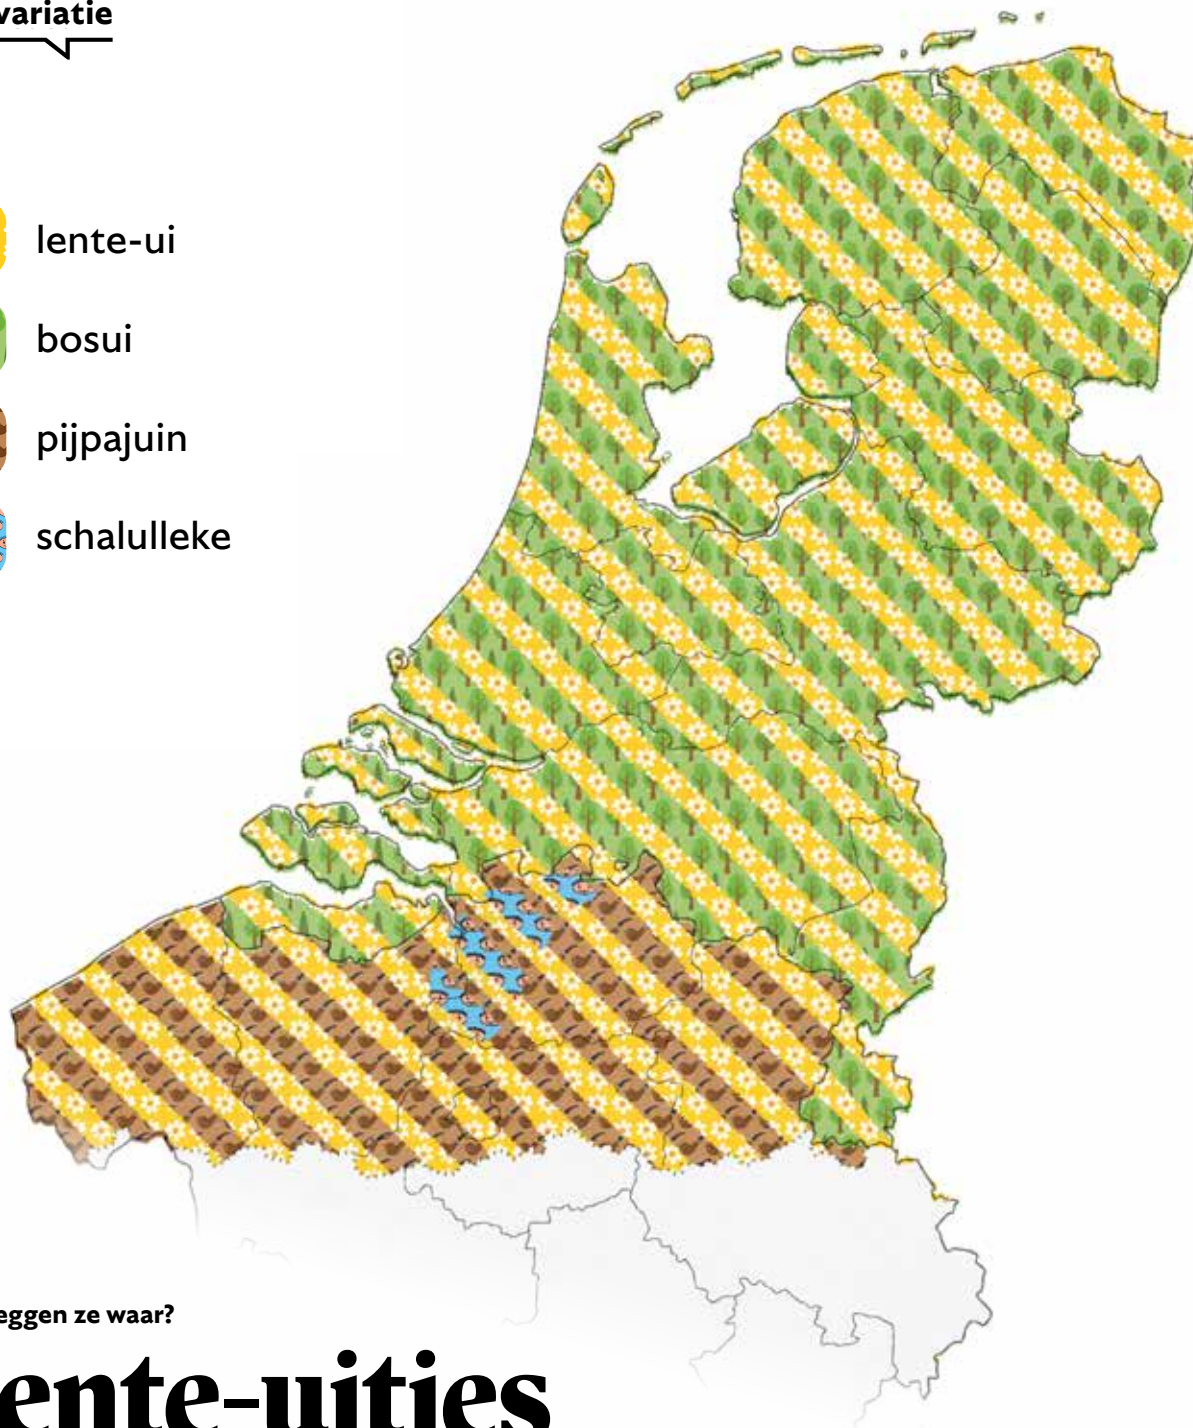 variatie
lente-ui
bosui
pijpajuin
schalulleke
eggen ze waar?
ente-uities